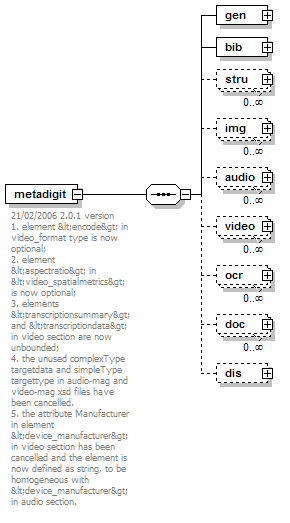 gen
bib
stru
0..∞
img
0..∞
audio
0..∞
metadigit
video
0..∞
ocr
0..∞
doc
0..∞
dis
21/02/2006 2.0.1 version
1. element &lt;encode&gt; in
video_format type is now
optional;
2. element
&lt;aspectratio&gt; in
&lt;video_spatialmetrics&gt;
is now optional;
3. elements
&lt;transcriptionsummary&gt;
and &lt;transcriptiondata&gt;
in video section are now
unbounded;
4. the unused complexType
targetdata and simpleType
targettype in audio-mag and
video-mag xsd files have
been cancelled.
5. the attribute Manufacturer
in element
&lt;device_manufacturer&gt;
in video section has been
cancelled and the element is
now defined as string, to be
homogeneous with
&lt;device_manufacturer&gt;
in audio section.